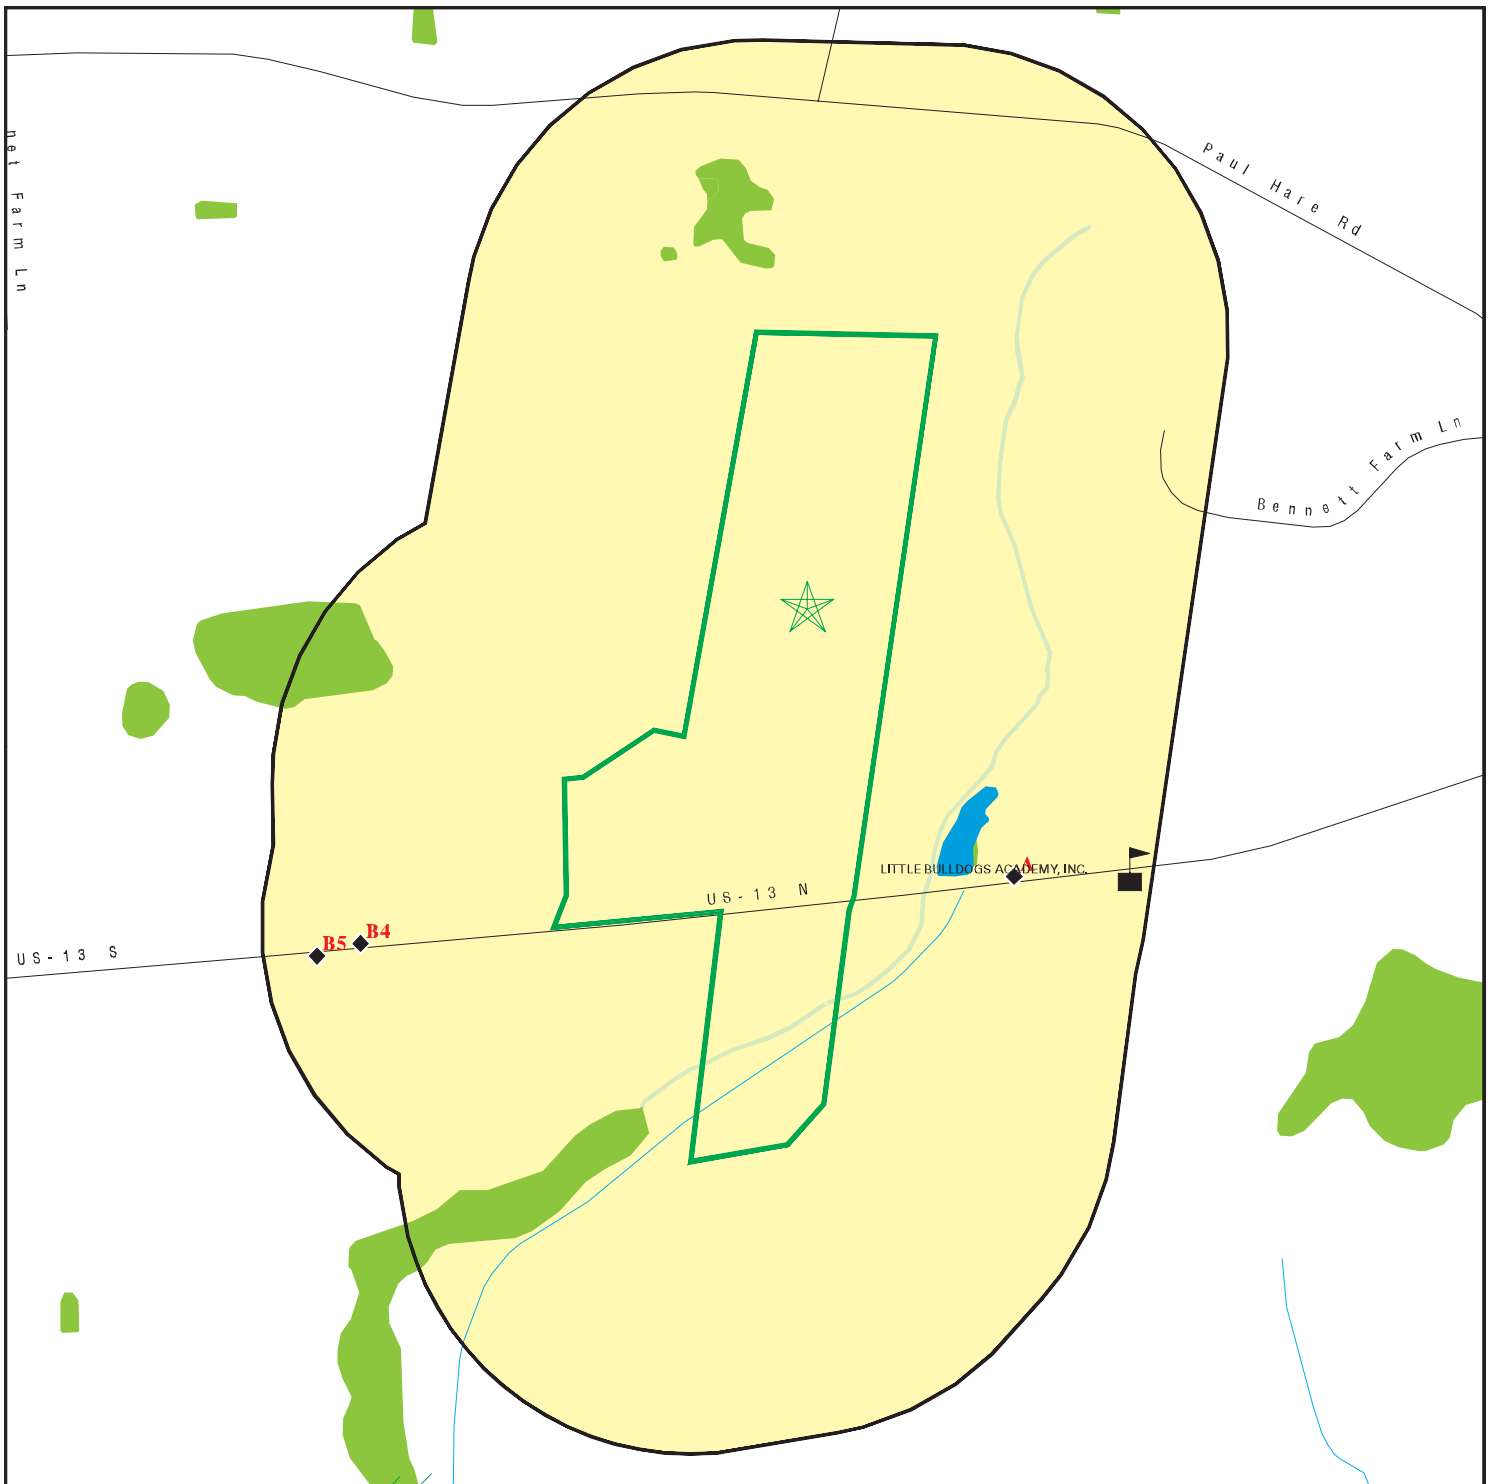 net Farm Ln
Paul Hare Rd
Bennett Farm Ln
A
LITTLE BULLDOGS ACADEMY, INC.
US-13 N
B5
B4
US-13 S